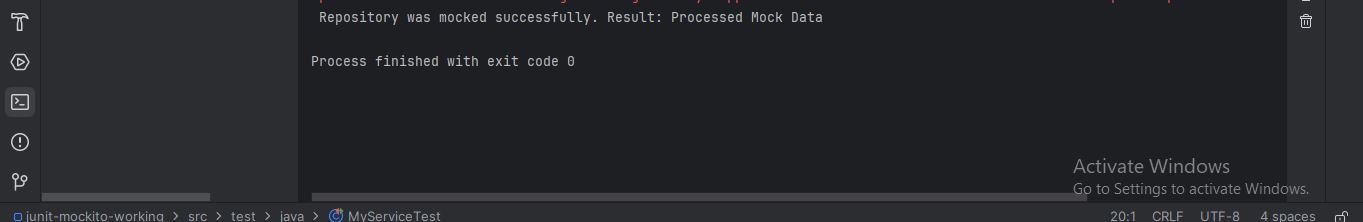 Repository was mocked successfully. Result: Processed Mock Data
Process finished with exit code 0
Activate Windows
Go to Settings to activate Windows.
junit-mockito-working > src > test > java > MyServiceTest
20:1 CRLF UTF-8 4 spaces